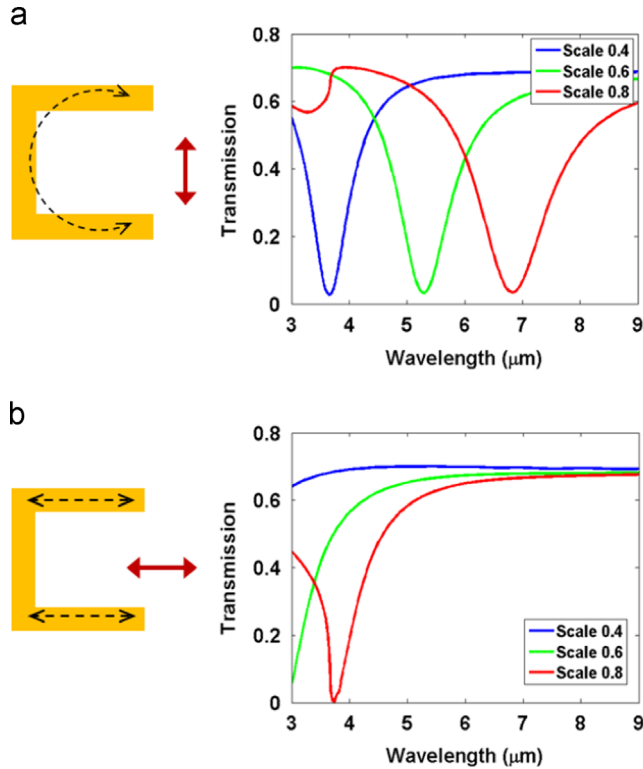 a
0.8
0.6
0.4
0.2
0
Transmission
Scale 0.4
Scale 0.6
Scale 0.8
3 4 5 6 7 8 9
Wavelength (μm)
b
0.8
0.6
0.4
0.2
0
Transmission
Scale 0.4
Scale 0.6
Scale 0.8
3 4 5 6 7 8 9
Wavelength (μm)